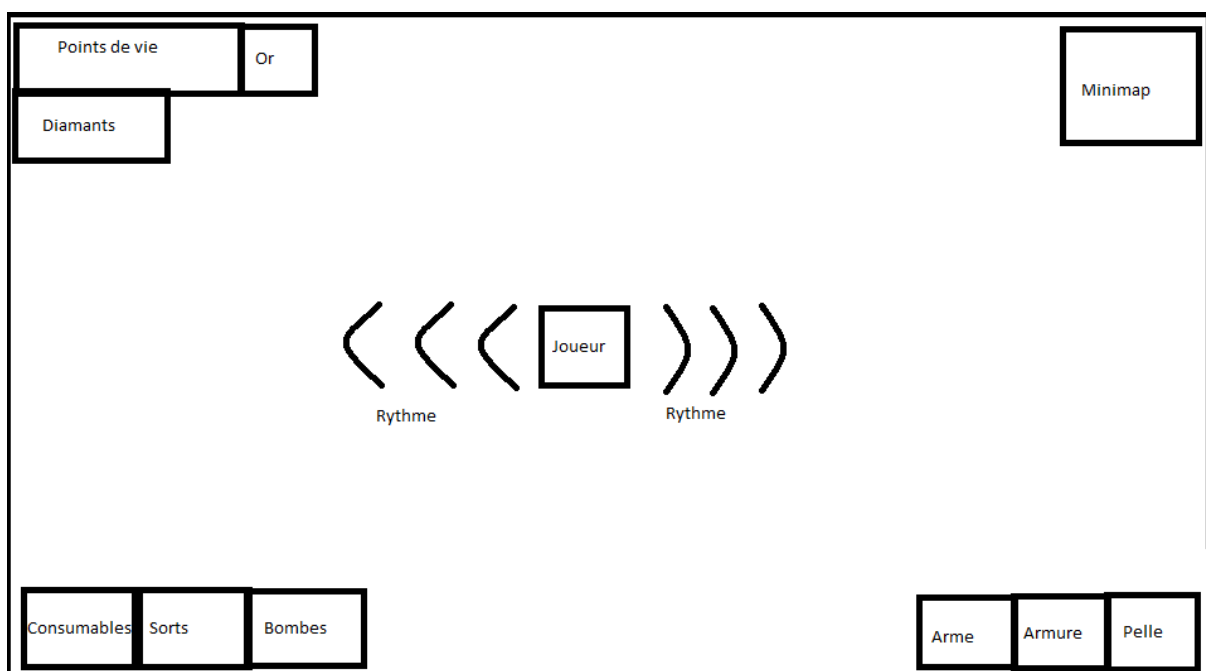 Points de vie
Or
Minimap
Diamants
Joueur
Rythme
Rythme
Consumables
Sorts
Bombes
Arme
Armure
Pelle